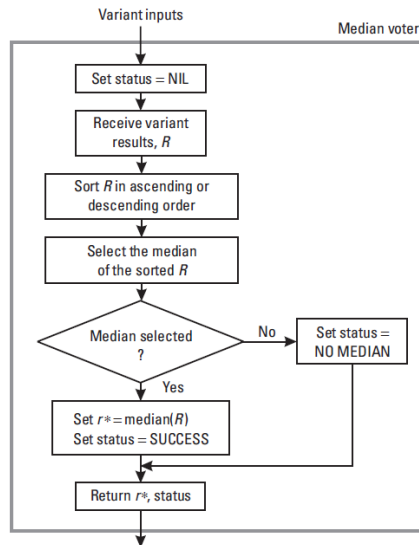 Variant inputs
Median voter
Set status = NIL
Receive variant
results, R
Sort R in ascending or
descending order
Select the median
of the sorted R
Median selected
?
No
Set status =
NO MEDIAN
Yes
Set r* = median(R)
Set status = SUCCESS
Return r*, status